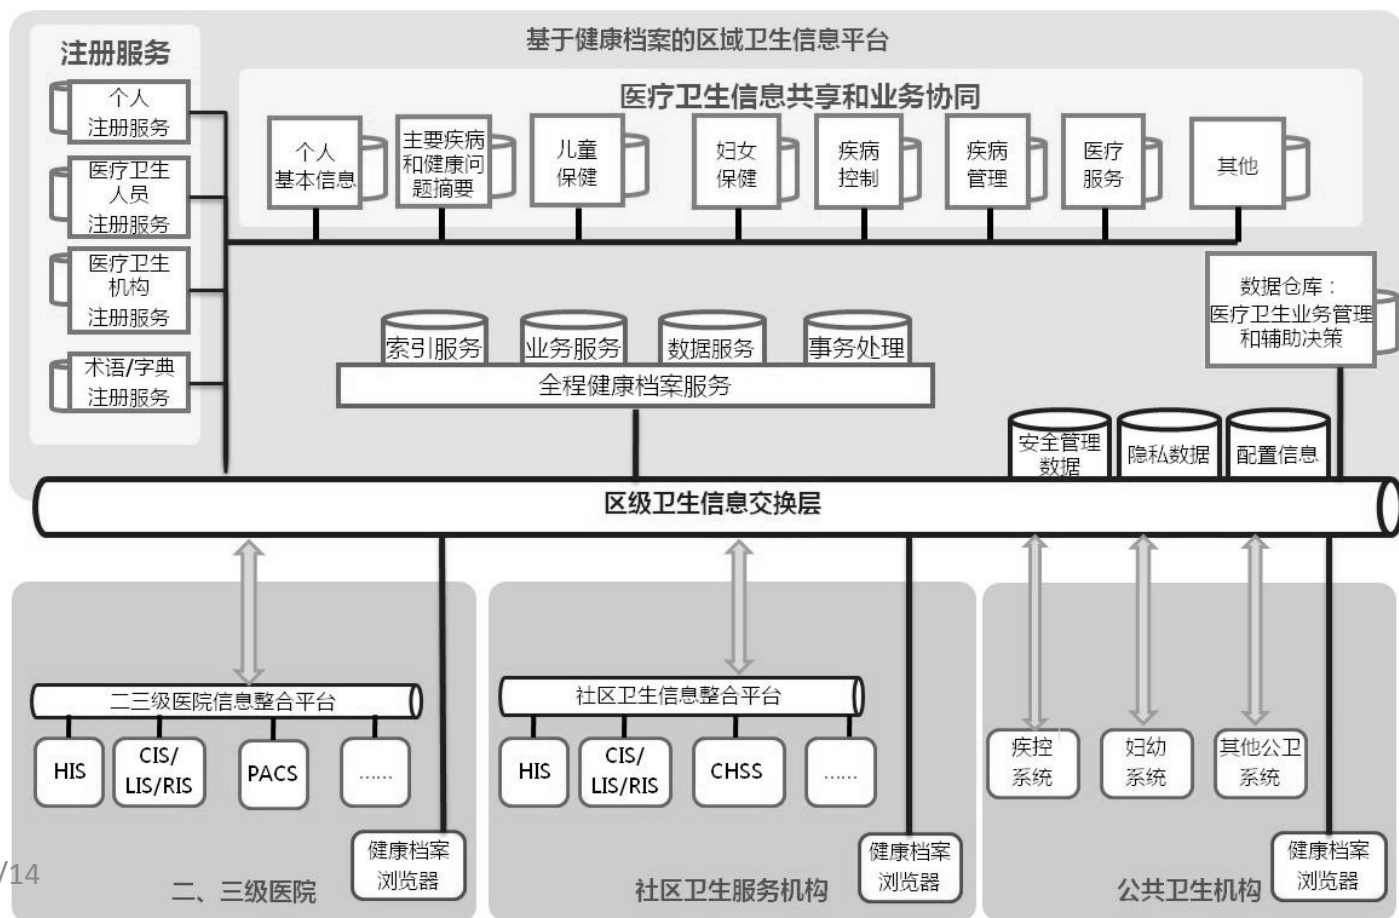 基于健康档案的区域卫生信息平台
注册服务
个人
注册服务
医疗卫生
人员
注册服务
医疗卫生
机构
注册服务
术语/字典
注册服务
医疗卫生信息共享和业务协同
个人
基本信息
主要疾病
和健康问
题摘要
儿童
保健
妇女
保健
疾病
控制
疾病
管理
医疗
服务
其他
数据仓库：
医疗卫生业务管理
和辅助决策
索引服务
业务服务
数据服务
事务处理
全程健康档案服务
安全管理
数据
隐私数据
配置信息
区级卫生信息交换层
二三级医院信息整合平台
HIS
CIS/
LIS/RIS
PACS
......
健康档案
浏览器
二、三级医院
社区卫生信息整合平台
HIS
CIS/
LIS/RIS
CHSS
......
健康档案
浏览器
社区卫生服务机构
疾控
系统
妇幼
系统
其他公卫
系统
健康档案
浏览器
公共卫生机构
/14